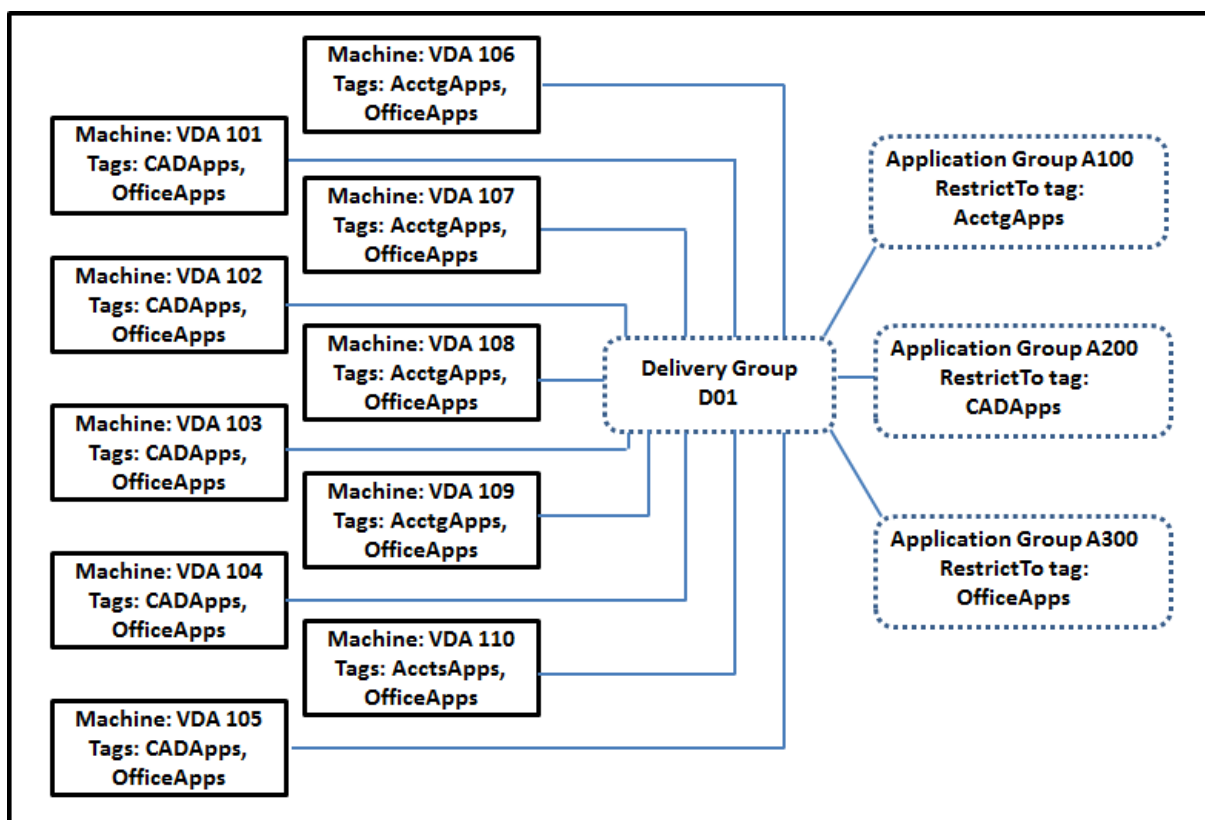 Machine: VDA 106
Tags: AcctgApps,
OfficeApps
Machine: VDA 101
Tags: CADApps,
OfficeApps
Machine: VDA 107
Tags: AcctgApps,
OfficeApps
Machine: VDA 102
Tags: CADApps,
OfficeApps
Machine: VDA 108
Tags: AcctgApps,
OfficeApps
Machine: VDA 103
Tags: CADApps,
OfficeApps
Machine: VDA 109
Tags: AcctgApps,
OfficeApps
Machine: VDA 104
Tags: CADApps,
OfficeApps
Machine: VDA 110
Tags: AcctsApps,
OfficeApps
Machine: VDA 105
Tags: CADApps,
OfficeApps
Delivery Group
D01
Application Group A100
RestrictTo tag:
AcctgApps
Application Group A200
RestrictTo tag:
CADApps
Application Group A300
RestrictTo tag:
OfficeApps